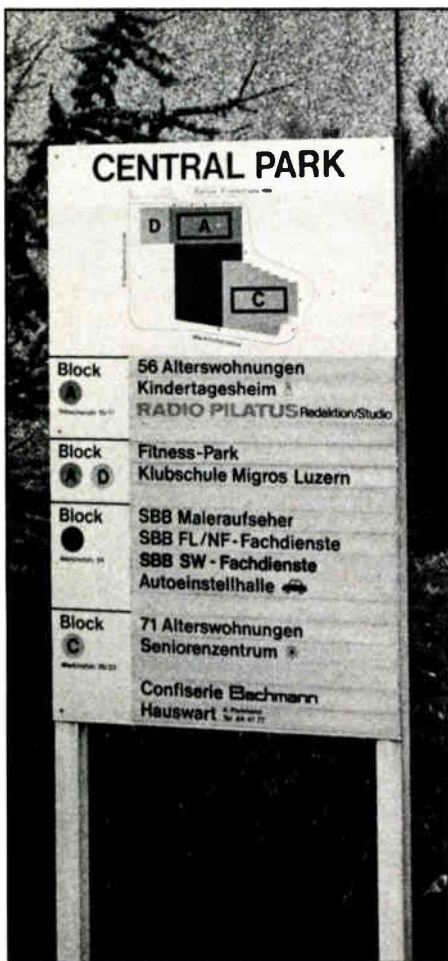 CENTRAL PARK
D A
C
Block
A
56 Alterswohnungen
Kindertagesheim
RADIO PILATUS Redaktion/Studio
Block
A D
Fitness-Park
Klubschule Migros Luzern
Block
SBB Maleraufseher
SBB FL/NF-Fachdienste
SBB SW-Fachdienste
Autoeinstellhalle
Block
C
71 Alterswohnungen
Seniorenzentrum
Confiserie Bachmann
Hauswart